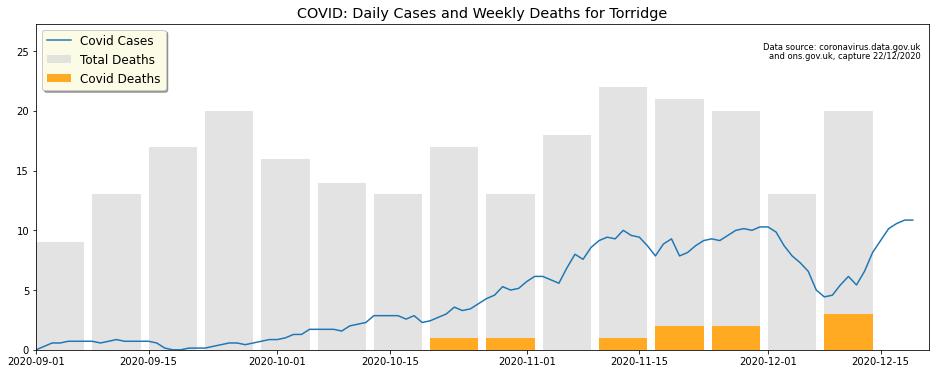 COVID: Daily Cases and Weekly Deaths for Torridge
Covid Cases
Total Deaths
Covid Deaths
Data source: coronavirus.data.gov.uk
and ons.gov.uk, capture 22/12/2020
25
20
15
10
5
0
2020-09-01
2020-09-15
2020-10-01
2020-10-15
2020-11-01
2020-11-15
2020-12-01
2020-12-15